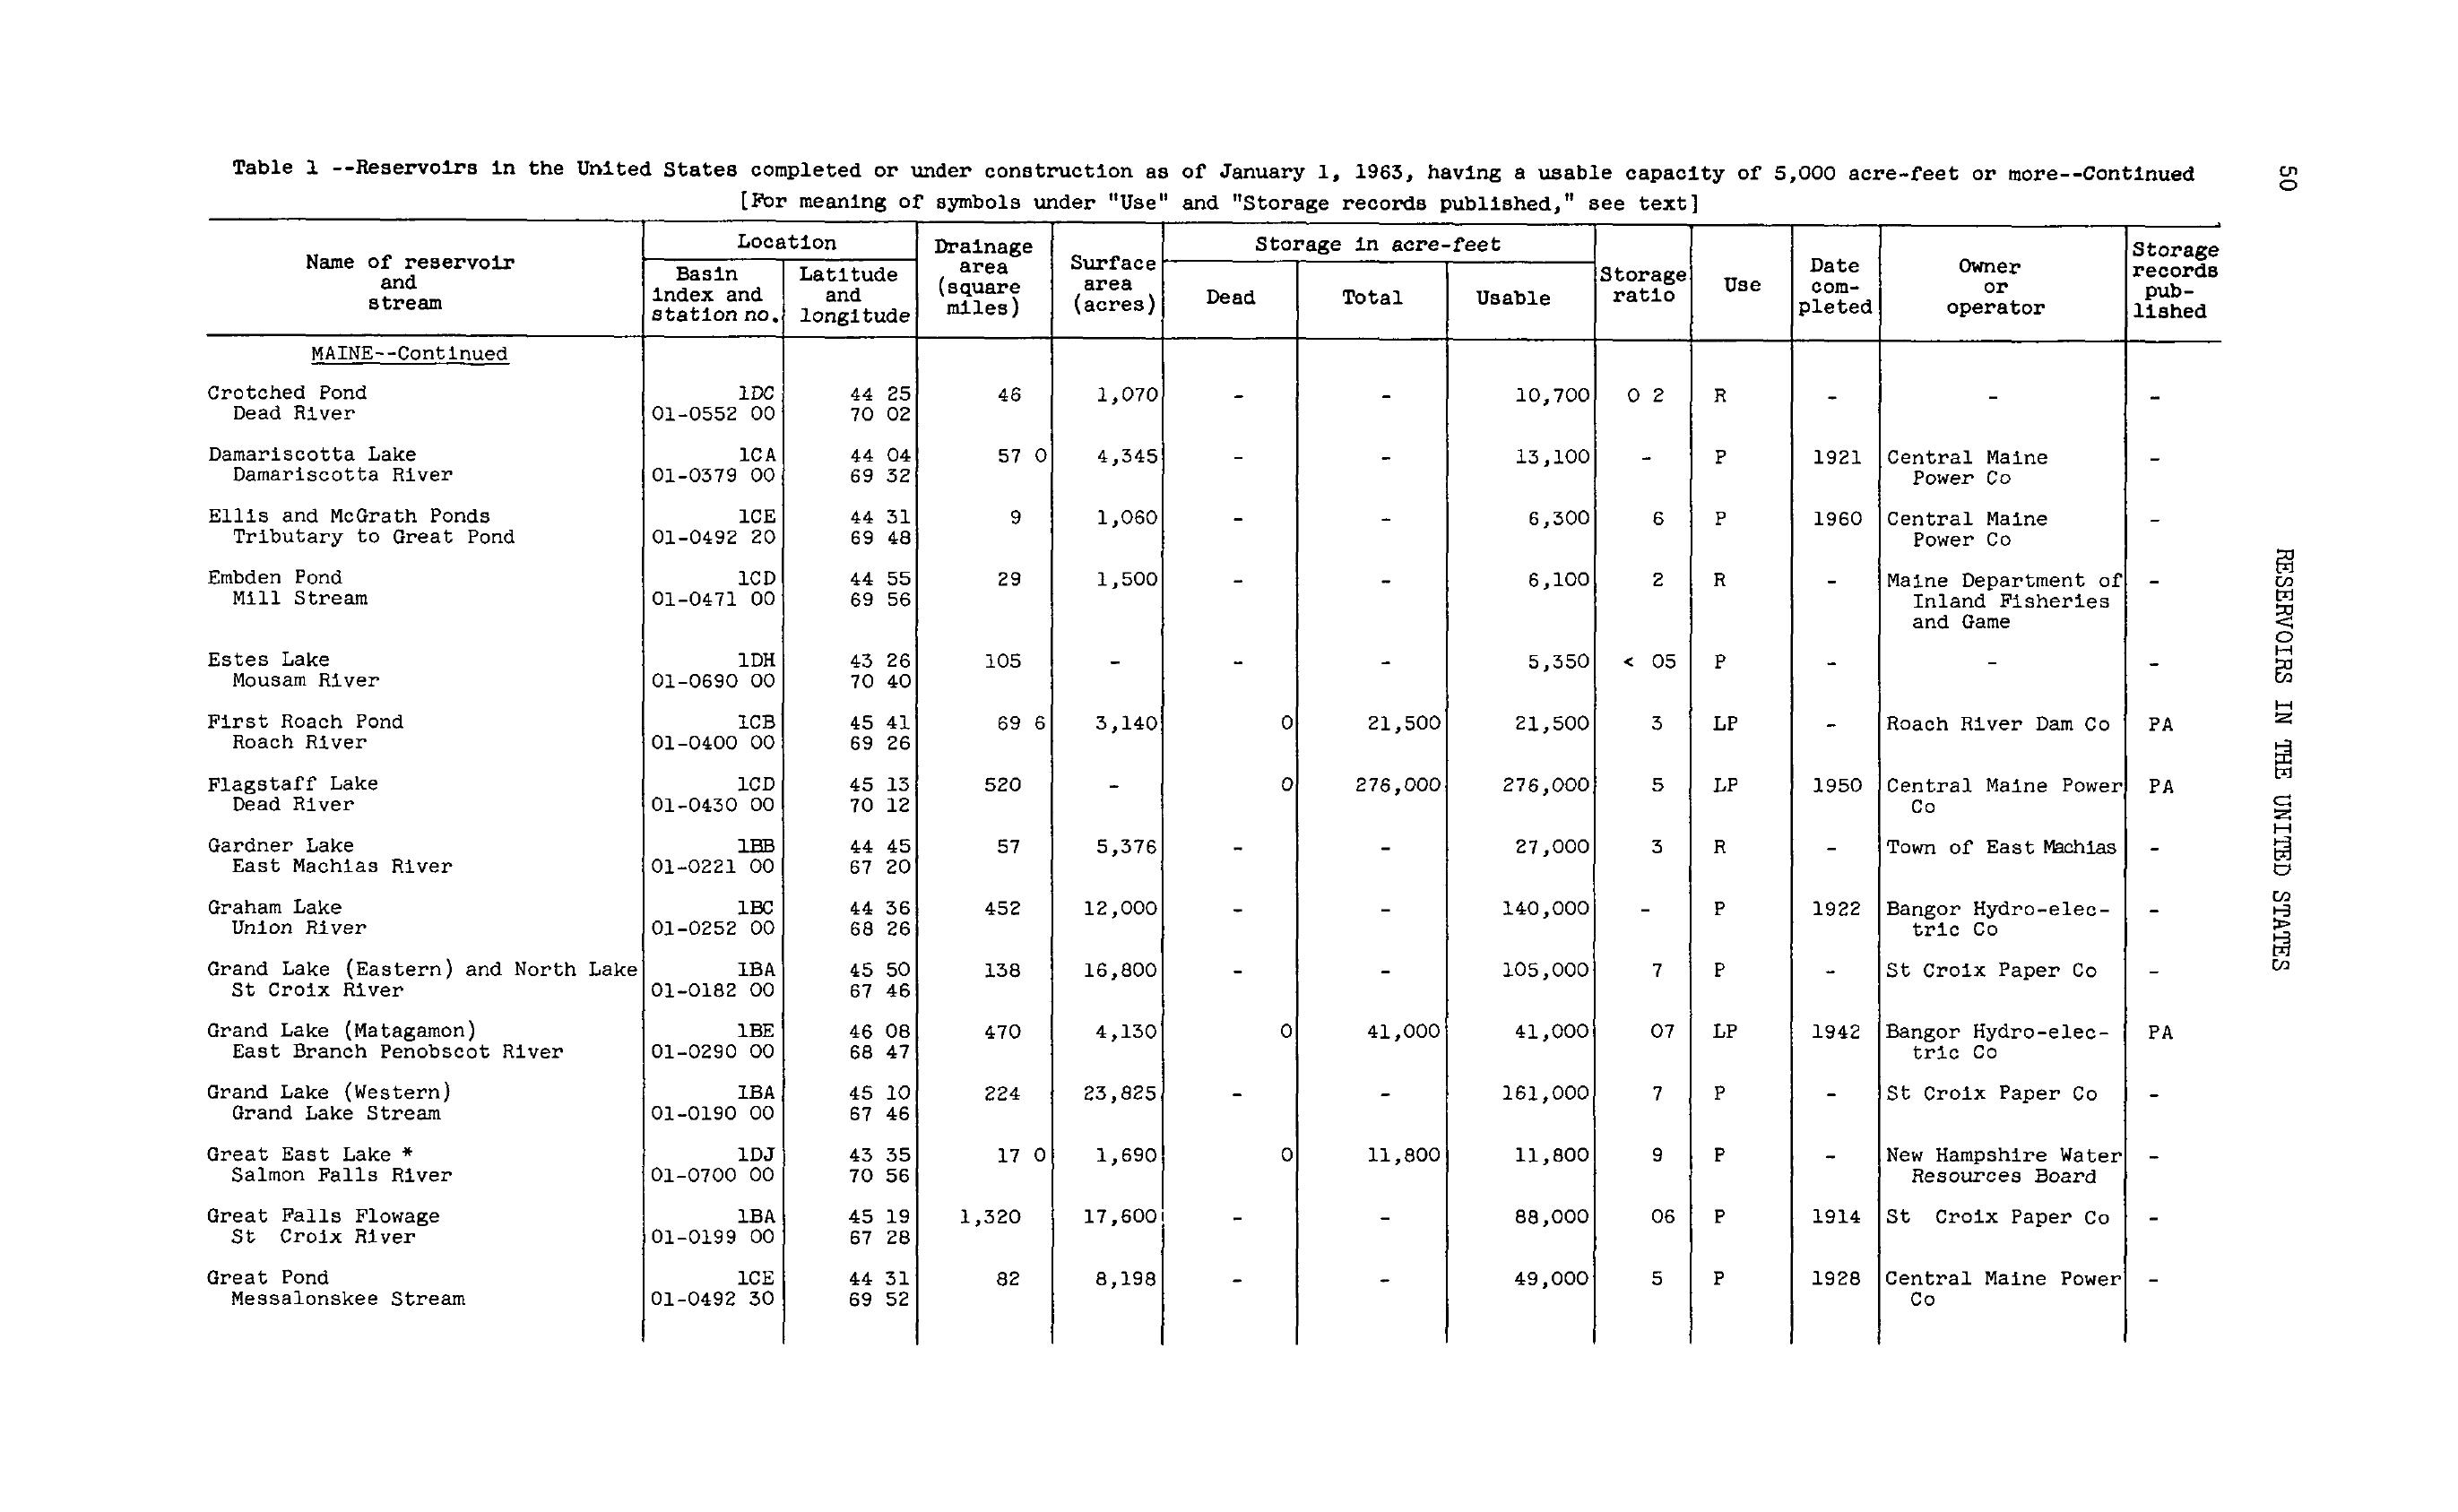 Table 1 --Reservoirs in the United States completed or under construction as of January 1, 1963, having a usable capacity of 5,000 acre-feet or more--Continued
[For meaning of symbols under "Use" and "Storage records published," see text]
50
RESERVOIRS IN THE UNITED STATES
Name of reservoir
and
stream
Location
Basin
index and
station no.
Latitude
and
longitude
Drainage
area
(square
miles)
Surface
area
(acres)
Storage in acre-feet
Dead Total Usable
Storage
ratio
Use
Date
com-
pleted
Owner
or
operator
Storage
records
pub-
lished
MAINE--Continued
Crotched Pond 1DC 44 25 46 1,070 - - 10,700 0 2 R - - -
Dead River 01-0552 00 70 02
Damariscotta Lake 1CA 44 04 57 0 4,345 - - 13,100 - P 1921 Central Maine -
Damariscotta River 01-0379 00 69 32 Power Co
Ellis and McGrath Ponds 1CE 44 31 9 1,060 - - 6,300 6 P 1960 Central Maine -
Tributary to Great Pond 01-0492 20 69 48 Power Co
Embden Pond 1CD 44 55 29 1,500 - - 6,100 2 R - Maine Department of -
Mill Stream 01-0471 00 69 56 Inland Fisheries
and Game
Estes Lake 1DH 43 26 105 - - - 5,350 < 05 P - - -
Mousam River 01-0690 00 70 40
First Roach Pond 1CB 45 41 69 6 3,140 0 21,500 21,500 3 LP - Roach River Dam Co PA
Roach River 01-0400 00 69 26
Flagstaff Lake 1CD 45 13 520 - 0 276,000 276,000 5 LP 1950 Central Maine Power PA
Dead River 01-0430 00 70 12 Co
Gardner Lake 1BB 44 45 57 5,376 - - 27,000 3 R - Town of East Machias -
East Machias River 01-0221 00 67 20
Graham Lake 1BC 44 36 452 12,000 - - 140,000 - P 1922 Bangor Hydro-elec- -
Union River 01-0252 00 68 26 tric Co
Grand Lake (Eastern) and North Lake 1BA 45 50 138 16,800 - - 105,000 7 P - St Croix Paper Co -
St Croix River 01-0182 00 67 46
Grand Lake (Matagamon) 1BE 46 08 470 4,130 0 41,000 41,000 07 LP 1942 Bangor Hydro-elec- PA
East Branch Penobscot River 01-0290 00 68 47 tric Co
Grand Lake (Western) 1BA 45 10 224 23,825 - - 161,000 7 P - St Croix Paper Co -
Grand Lake Stream 01-0190 00 67 46
Great East Lake * 1DJ 43 35 17 0 1,690 0 11,800 11,800 9 P - New Hampshire Water -
Salmon Falls River 01-0700 00 70 56 Resources Board
Great Falls Flowage 1BA 45 19 1,320 17,600 - - 88,000 06 P 1914 St Croix Paper Co -
St Croix River 01-0199 00 67 28
Great Pond 1CE 44 31 82 8,198 - - 49,000 5 P 1928 Central Maine Power -
Messalonskee Stream 01-0492 30 69 52 Co